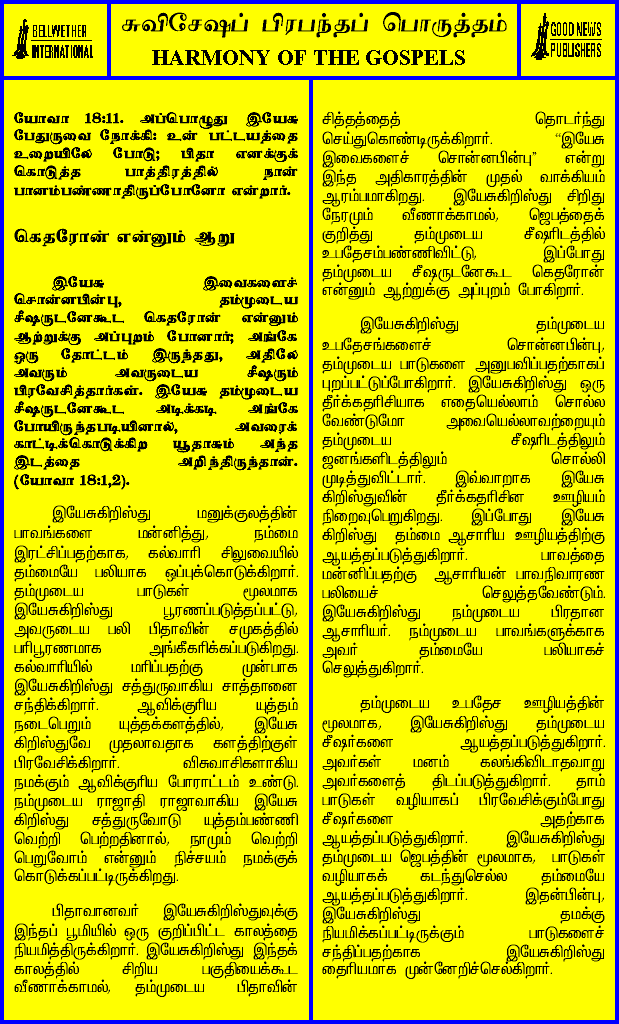 BELLWETHER
INTERNATIONAL
சுவிசேஷப் பிரபந்தப் பொருத்தம்
HARMONY OF THE GOSPELS
GOOD NEWS
PUBLISHERS
யோவா 18:11. அப்பொழுது இயேசு
பேதுருவை நோக்கி: உன் பட்டயத்தை
உறையிலே போடு; பிதா எனக்குக்
கொடுத்த பாத்திரத்தில் நான்
பானம்பண்ணாதிருப்பேனோ என்றார்.
கெதரோன் என்னும் ஆறு
இயேசு இவைகளைச்
சொன்னபின்பு, தம்முடைய
சீஷருடனேகூட கெதரோன் என்னும்
ஆற்றுக்கு அப்புறம் போனார்; அங்கே
ஒரு தோட்டம் இருந்தது, அதிலே
அவரும் அவருடைய சீஷரும்
பிரவேசித்தார்கள். இயேசு தம்முடைய
சீஷருடனேகூட அடிக்கடி அங்கே
போயிருந்தபடியினால், அவரைக்
காட்டிக்கொடுக்கிற யூதாசும் அந்த
இடத்தை அறிந்திருந்தான்.
(யோவா 18:1,2).
இயேசுகிறிஸ்து மனுக்குலத்தின்
பாவங்களை மன்னித்து, நம்மை
இரட்சிப்பதற்காக, கல்வாரி சிலுவையில்
தம்மையே பலியாக ஒப்புக்கொடுக்கிறார்.
தம்முடைய பாடுகள் மூலமாக
இயேசுகிறிஸ்து பூரணப்படுத்தப்பட்டு,
அவருடைய பலி பிதாவின் சமுகத்தில்
பரிபூரணமாக அங்கீகரிக்கப்படுகிறது.
கல்வாரியில் மரிப்பதற்கு முன்பாக
இயேசுகிறிஸ்து சத்துருவாகிய சாத்தானை
சந்திக்கிறார். ஆவிக்குரிய யுத்தம்
நடைபெறும் யுத்தக்களத்தில், இயேசு
கிறிஸ்துவே முதலாவதாக களத்திற்குள்
பிரவேசிக்கிறார். விசுவாசிகளாகிய
நமக்கும் ஆவிக்குரிய போராட்டம் உண்டு.
நம்முடைய ராஜாதி ராஜாவாகிய இயேசு
கிறிஸ்து சத்துருவோடு யுத்தம்பண்ணி
வெற்றி பெற்றதினால், நாமும் வெற்றி
பெறுவோம் என்னும் நிச்சயம் நமக்குக்
கொடுக்கப்பட்டிருக்கிறது.
பிதாவானவர் இயேசுகிறிஸ்துவுக்கு
இந்தப் பூமியில் ஒரு குறிப்பிட்ட காலத்தை
நியமித்திருக்கிறார். இயேசுகிறிஸ்து இந்தக்
காலத்தில் சிறிய பகுதியைக்கூட
வீணாக்காமல், தம்முடைய பிதாவின்
சித்தத்தைத் தொடர்ந்து
செய்துகொண்டிருக்கிறார். “இயேசு
இவைகளைச் சொன்னபின்பு” என்று
இந்த அதிகாரத்தின் முதல் வாக்கியம்
ஆரம்பமாகிறது. இயேசுகிறிஸ்து சிறிது
நேரமும் வீணாக்காமல், ஜெபத்தைக்
குறித்து தம்முடைய சீஷரிடத்தில்
உபதேசம்பண்ணிவிட்டு, இப்போது
தம்முடைய சீஷருடனேகூட கெதரோன்
என்னும் ஆற்றுக்கு அப்புறம் போகிறார்.
இயேசுகிறிஸ்து தம்முடைய
உபதேசங்களைச் சொன்னபின்பு,
தம்முடைய பாடுகளை அனுபவிப்பதற்காகப்
புறப்பட்டுப்போகிறார். இயேசுகிறிஸ்து ஒரு
தீர்க்கதரிசியாக எதையெல்லாம் சொல்ல
வேண்டுமோ அவையெல்லாவற்றையும்
தம்முடைய சீஷரிடத்திலும்
ஜனங்களிடத்திலும் சொல்லி
முடித்துவிட்டார். இவ்வாறாக இயேசு
கிறிஸ்துவின் தீர்க்கதரிசன ஊழியம்
நிறைவுபெறுகிறது. இப்போது இயேசு
கிறிஸ்து தம்மை ஆசாரிய ஊழியத்திற்கு
ஆயத்தப்படுத்துகிறார். பாவத்தை
மன்னிப்பதற்கு ஆசாரியன் பாவநிவாரண
பலியைச் செலுத்தவேண்டும்.
இயேசுகிறிஸ்து நம்முடைய பிரதான
ஆசாரியர். நம்முடைய பாவங்களுக்காக
அவர் தம்மையே பலியாகச்
செலுத்துகிறார்.
தம்முடைய உபதேச ஊழியத்தின்
மூலமாக, இயேசுகிறிஸ்து தம்முடைய
சீஷர்களை ஆயத்தப்படுத்துகிறார்.
அவர்கள் மனம் கலங்கிவிடாதவாறு
அவர்களைத் திடப்படுத்துகிறார். தாம்
பாடுகள் வழியாகப் பிரவேசிக்கும்போது
சீஷர்களை அதற்காக
ஆயத்தப்படுத்துகிறார். இயேசுகிறிஸ்து
தம்முடைய ஜெபத்தின் மூலமாக, பாடுகள்
வழியாகக் கடந்துசெல்ல தம்மையே
ஆயத்தப்படுத்துகிறார். இதன்பின்பு,
இயேசுகிறிஸ்து தமக்கு
நியமிக்கப்பட்டிருக்கும் பாடுகளைச்
சந்திப்பதற்காக இயேசுகிறிஸ்து
தைரியமாக முன்னேறிச்செல்கிறார்.